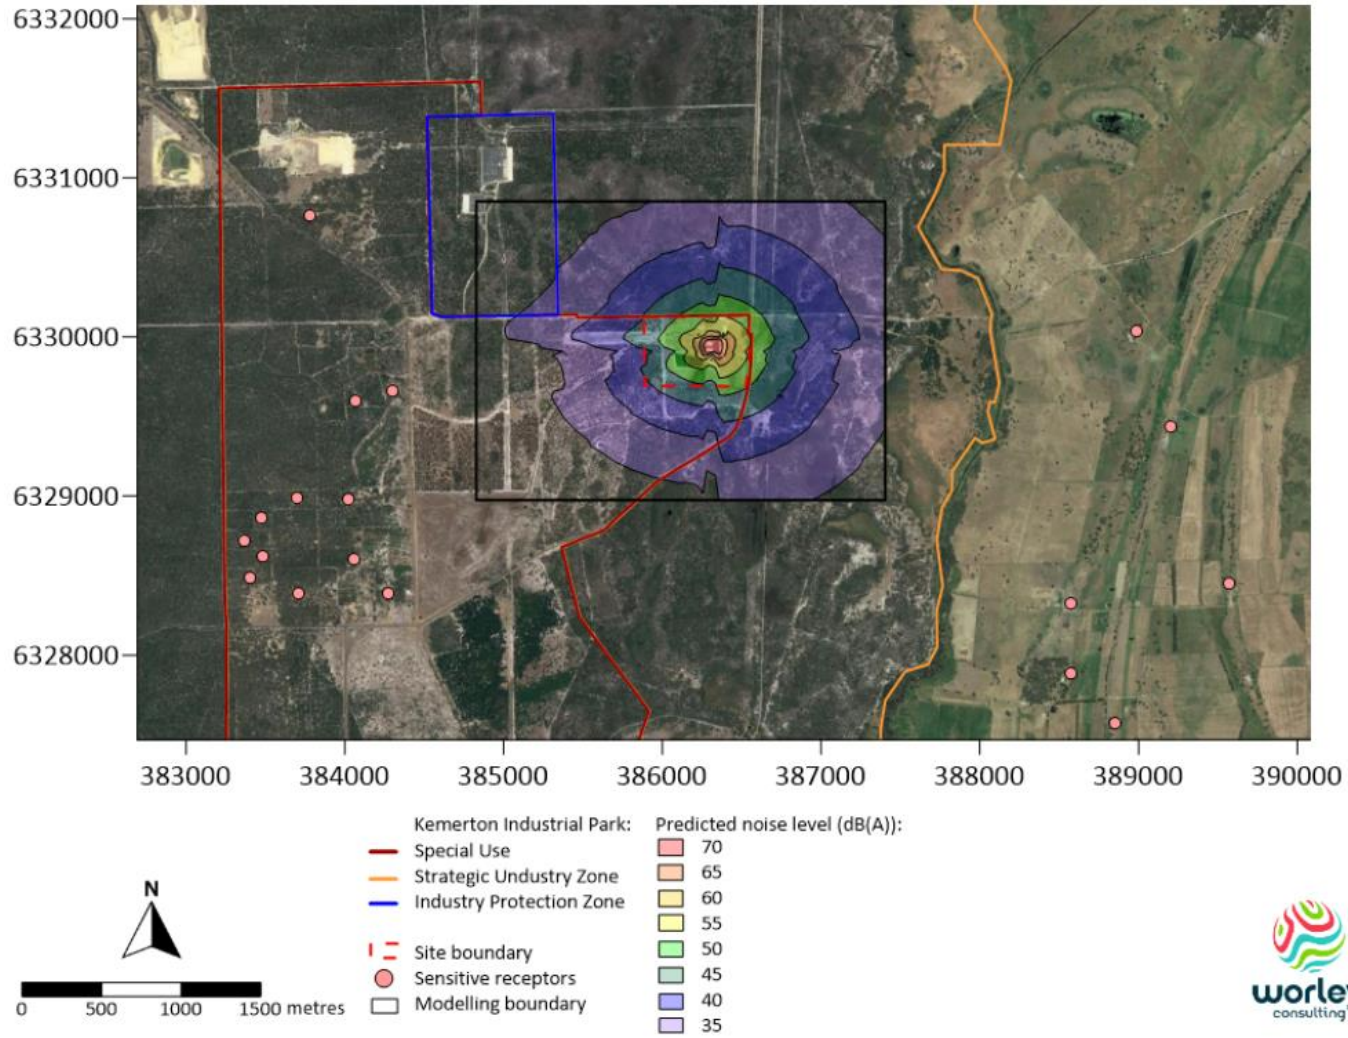 6332000
6331000
6330000
6329000
6328000
383000 384000 385000 386000 387000 388000 389000 390000
Kemerton Industrial Park:
Special Use
Strategic Undustry Zone
Industry Protection Zone
Site boundary
Sensitive receptors
Modelling boundary
Predicted noise level (dB(A)):
70
65
60
55
50
45
40
35
N
0 500 1000 1500 metres
worley
consulting